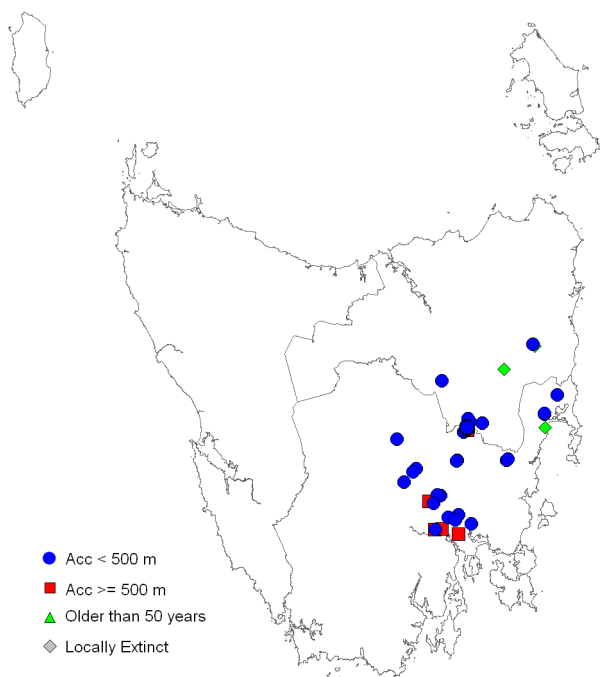 Acc < 500 m
Acc >= 500 m
Older than 50 years
Locally Extinct